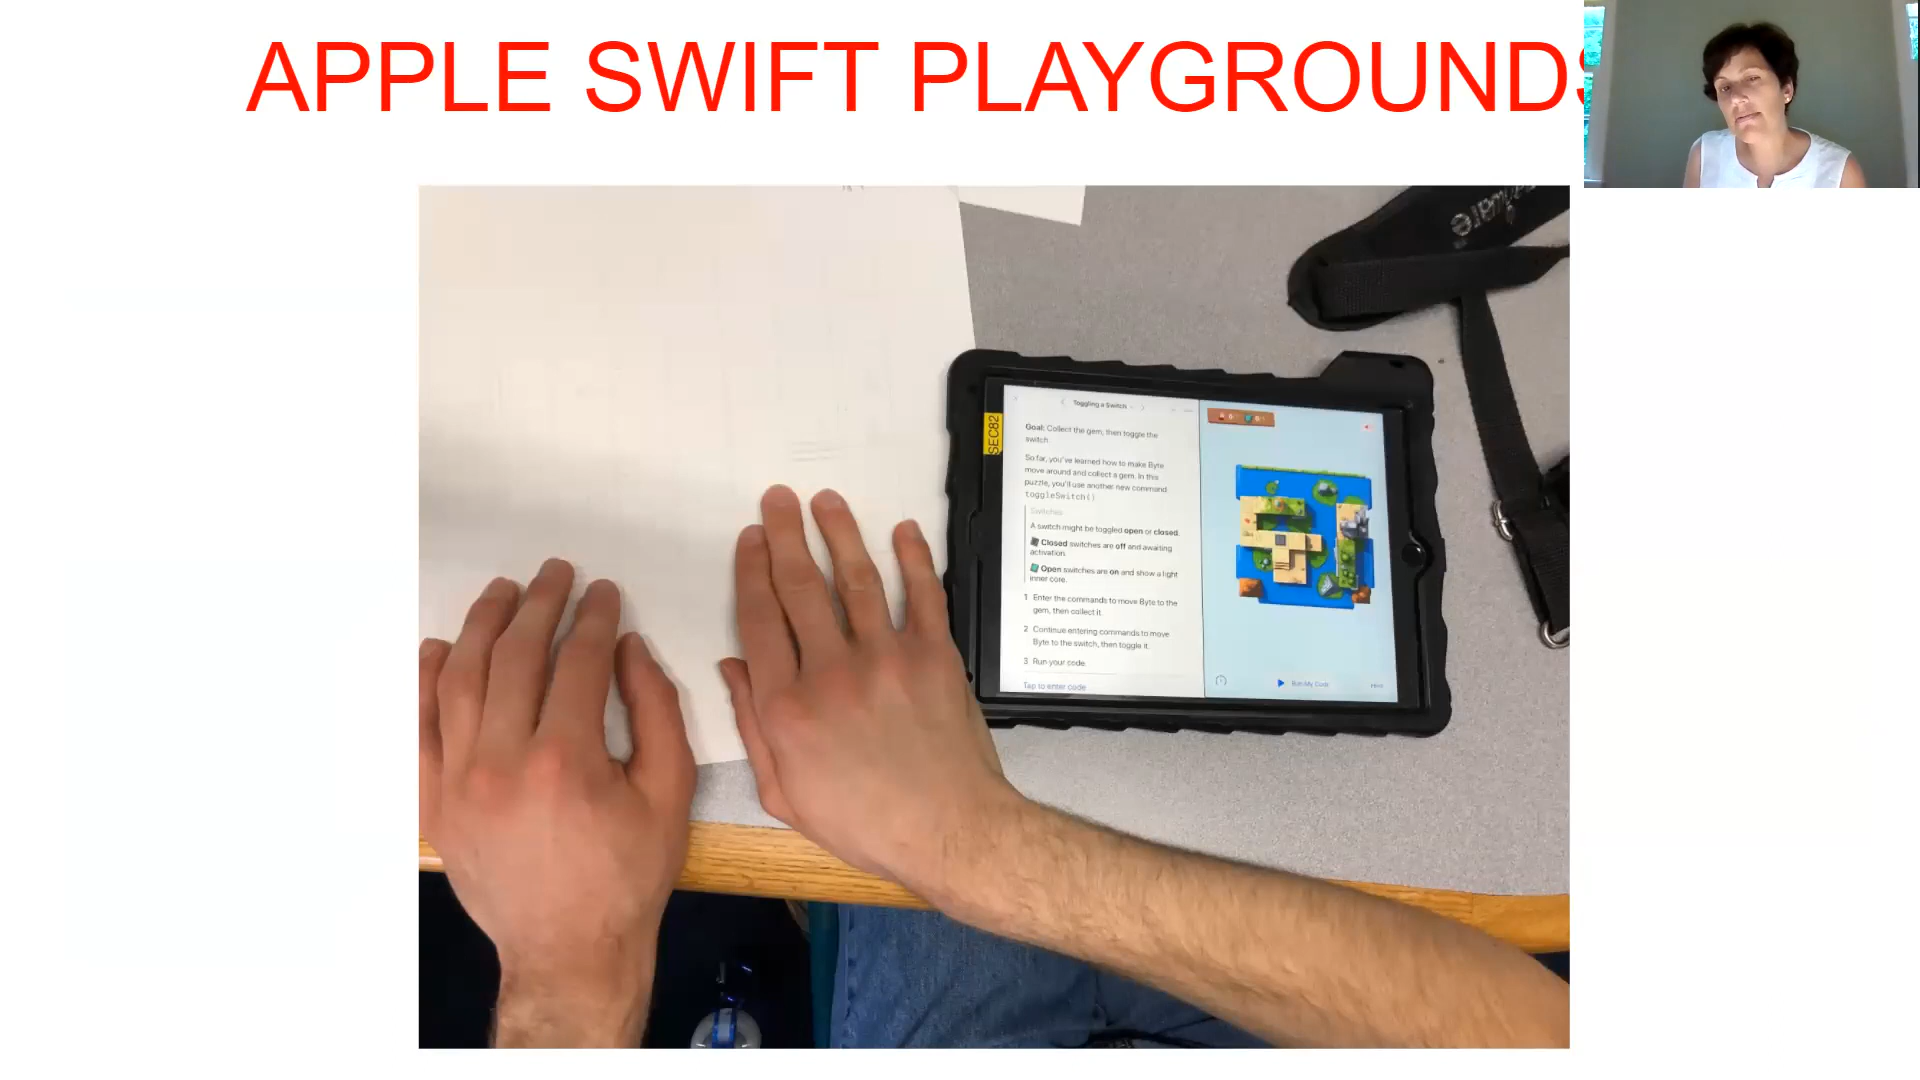 APPLE SWIFT PLAYGROUNDS
SEC82
Toggling a Switch
Goal: Collect the gem, then toggle the
switch
So far, you've learned how to make Byte
move around and collect a gem. In this
puzzle, you'll use another new command
toggleSwitch()
Switches
A switch might be toggled open or closed.
Closed switches are off and awaiting
activation.
Open switches are on and show a light
inner core.
1 Enter the commands to move Byte to the
gem, then collect it.
2 Continue entering commands to move
Byte to the switch, then toggle it.
3 Run your code.
Tap to enter code
Run My Code